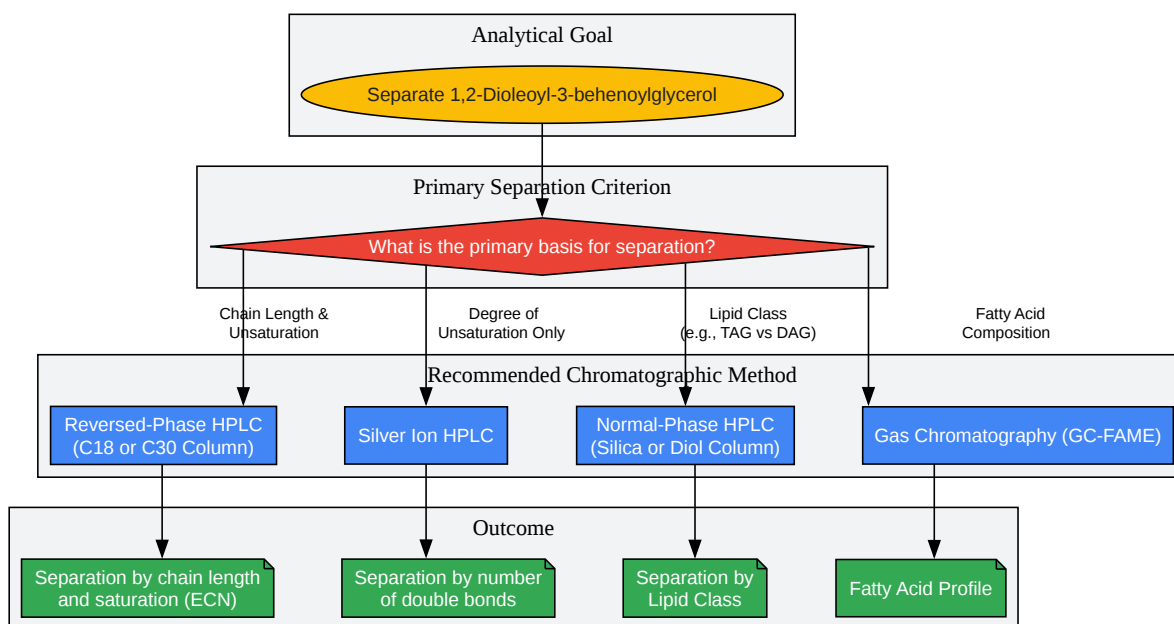 Analytical Goal
Separate 1,2-Dioleoyl-3-behenoylglycerol
Primary Separation Criterion
What is the primary basis for separation?
Chain Length &
Unsaturation
Degree of
Unsaturation Only
Lipid Class
(e.g., TAG vs DAG)
Fatty Acid
Composition
Recommended Chromatographic Method
Reversed-Phase HPLC
(C18 or C30 Column)
Silver Ion HPLC
Normal-Phase HPLC
(Silica or Diol Column)
Gas Chromatography (GC-FAME)
Outcome
Separation by chain length
and saturation (ECN)
Separation by number
of double bonds
Separation by
Lipid Class
Fatty Acid Profile